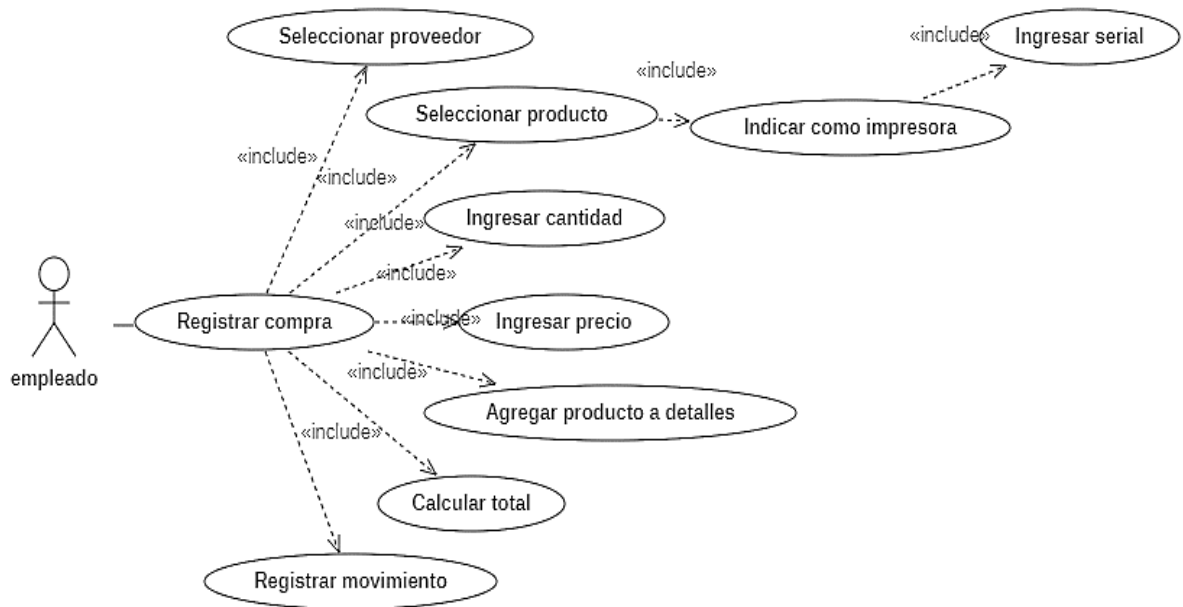 Seleccionar proveedor
«include»
Ingresar serial
«include»
Seleccionar producto
Indicar como impresora
«include»
«include»
Ingresar cantidad
«include»
«include»
Registrar compra
«include»
Ingresar precio
empleado
«include»
Agregar producto a detalles
«include»
Calcular total
Registrar movimiento